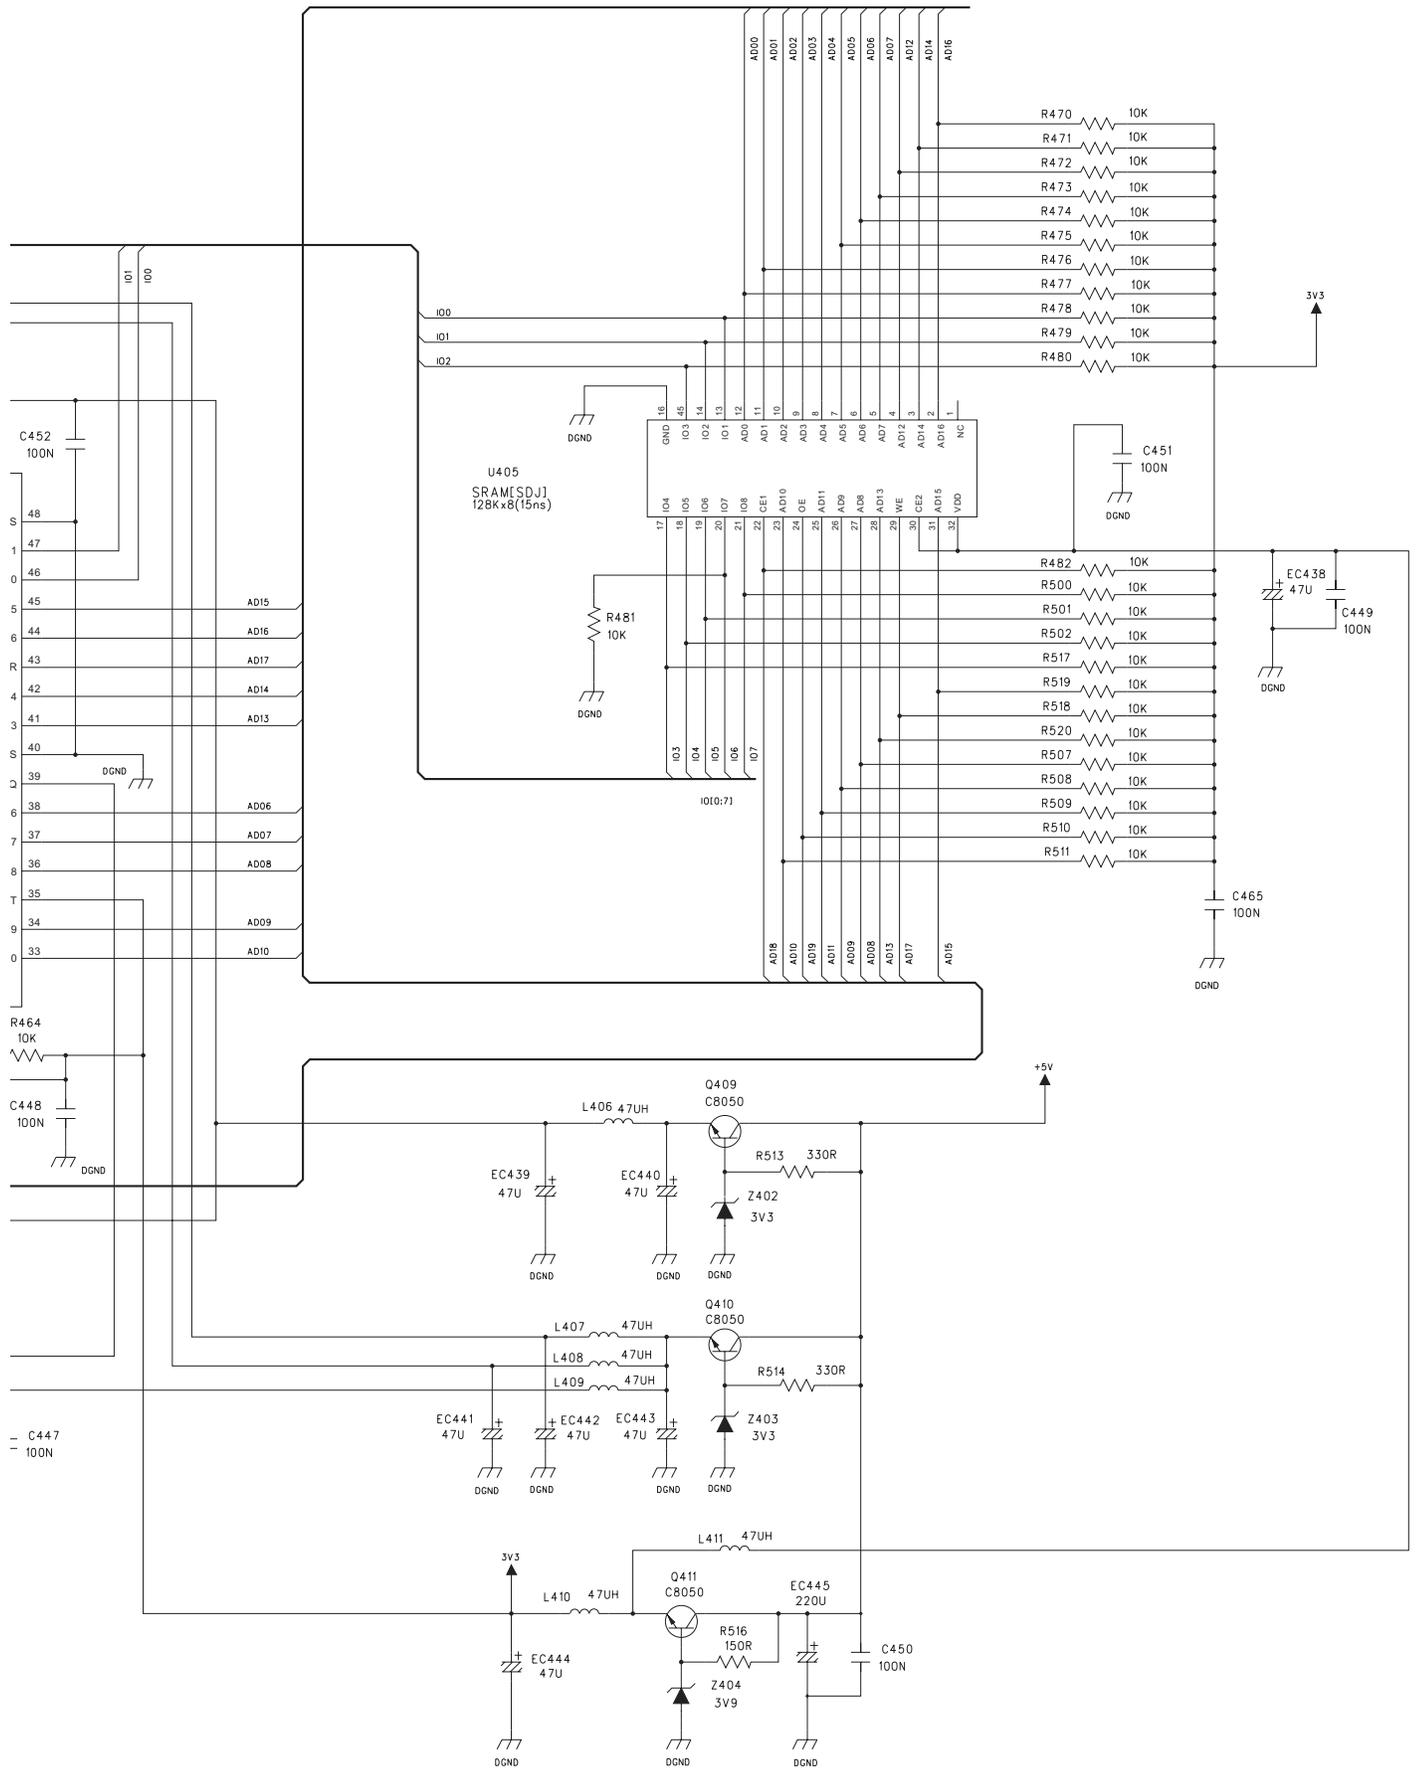 AD00
AD01
AD02
AD03
AD04
AD05
AD06
AD07
AD12
AD14
AD16
R470 10K
R471 10K
R472 10K
R473 10K
R474 10K
R475 10K
R476 10K
R477 10K
R478 10K
R479 10K
R480 10K
3V3
IO1
IO0
IO0
IO1
IO2
C452
100N
DGND
16
45
14
13
12
11
10
9
8
7
6
5
4
3
2
1
GND
IO3
IO2
IO1
AD0
AD1
AD2
AD3
AD4
AD5
AD6
AD7
AD12
AD14
AD16
NC
U405
SRAM[SDJ]
128Kx8(15ns)
IO4
IO5
IO6
IO7
IO8
CE1
AD10
OE
AD11
AD9
AD8
AD13
WE
CE2
AD15
VDD
17
18
19
20
21
22
23
24
25
26
27
28
29
30
31
32
C451
100N
DGND
S 48
1 47
0 46
5 45 AD15
6 44 AD16
R 43 AD17
4 42 AD14
3 41 AD13
S 40
DGND
Q 39
6 38 AD06
7 37 AD07
8 36 AD08
T 35
9 34 AD09
0 33 AD10
R481
10K
DGND
R482 10K
R500 10K
R501 10K
R502 10K
R517 10K
R519 10K
R518 10K
R520 10K
R507 10K
R508 10K
R509 10K
R510 10K
R511 10K
EC438
+
47U
C449
100N
DGND
IO3
IO4
IO5
IO6
IO7
IO[0:7]
C465
100N
DGND
AD18
AD10
AD19
AD11
AD09
AD08
AD13
AD17
AD15
R464
10K
C448
100N
DGND
Q409
C8050
+5V
L406 47UH
R513 330R
EC439
+
47U
EC440
+
47U
Z402
3V3
DGND
DGND
DGND
Q410
C8050
L407 47UH
L408 47UH
L409 47UH
R514 330R
EC441
+
47U
EC442
+
47U
EC443
+
47U
Z403
3V3
DGND
DGND
DGND
DGND
C447
100N
L411 47UH
3V3
L410 47UH
Q411
C8050
EC445
220U
+
R516
150R
C450
100N
EC444
+
47U
Z404
3V9
DGND
DGND
DGND